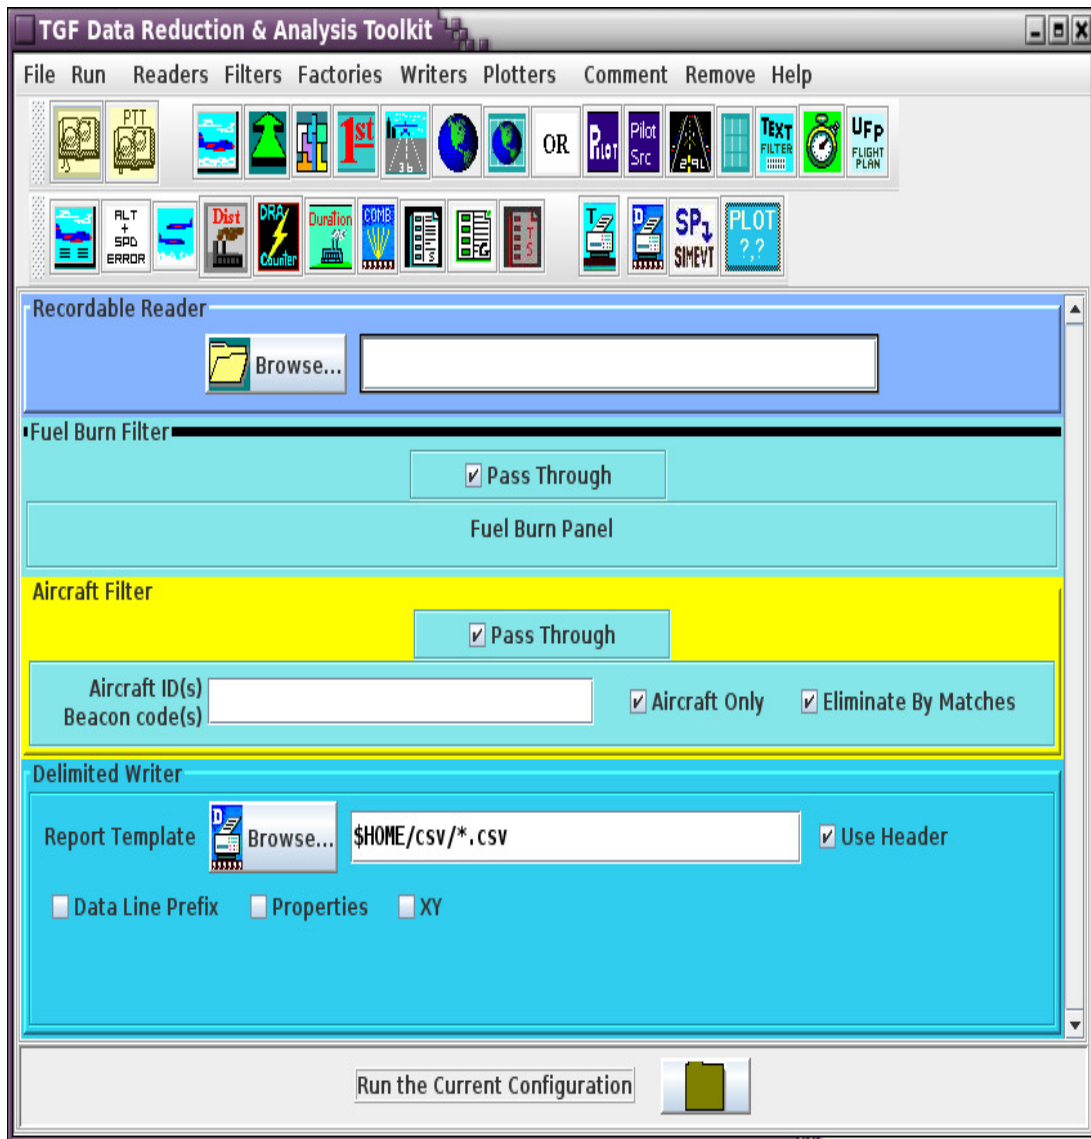 TGF Data Reduction & Analysis Toolkit
File Run Readers Filters Factories Writers Plotters Comment Remove Help
PTT
1st
36
OR
PILOT
Pilot Src
29L
TEXT FILTER
UFP FLIGHT PLAN
ALT + SPD ERROR
Dist
DRA Counter
Duration
COMB
S
FG
TS
T
D
SP SIMEVT
PLOT ?,?
Recordable Reader
Browse...
Fuel Burn Filter
Pass Through
Fuel Burn Panel
Aircraft Filter
Pass Through
Aircraft ID(s)
Beacon code(s)
Aircraft Only
Eliminate By Matches
Delimited Writer
Report Template
D
Browse...
$HOME/csv/*.csv
Use Header
Data Line Prefix
Properties
XY
Run the Current Configuration